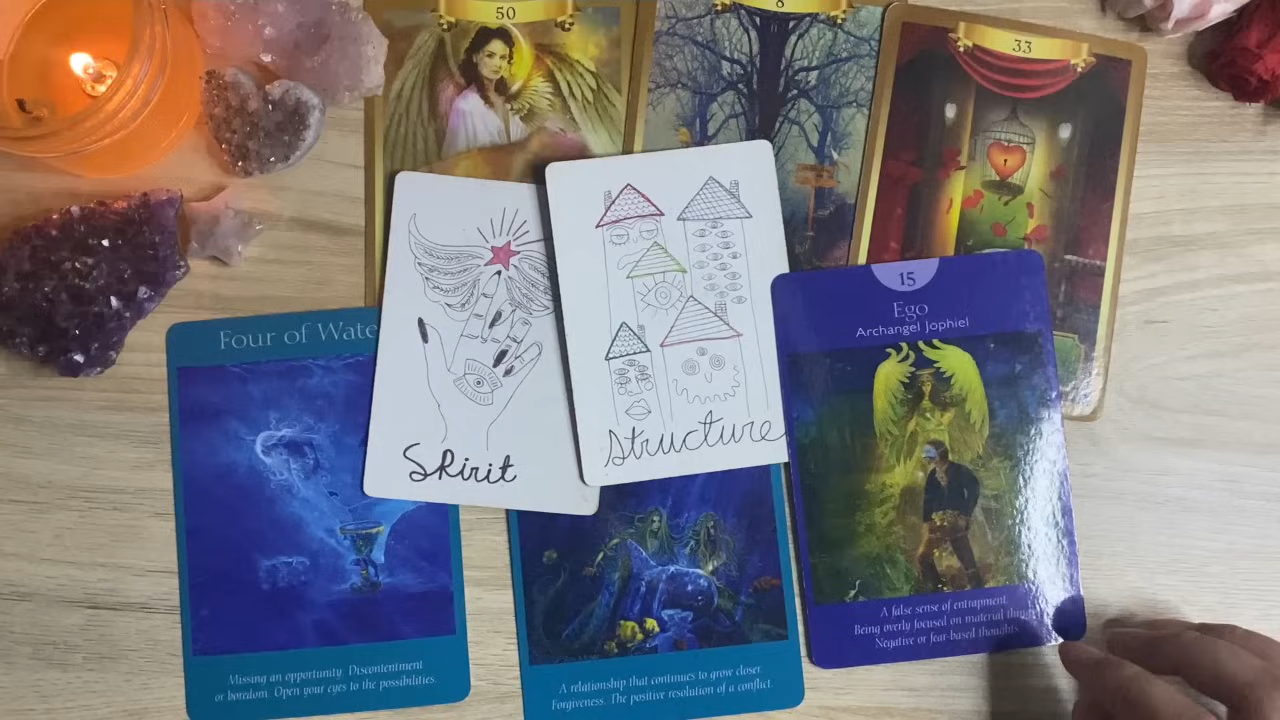 50
8
33
Four of Wate
Spirit
Structure
15
Ego
Archangel Jophiel
Missing an opportunity. Discontentment
or boredom. Open your eyes to the possibilities.
A relationship that continues to grow closer.
Forgiveness. The positive resolution of a conflict.
A false sense of entrapment.
Being overly focused on material thin
Negative or fear-based thoughts.